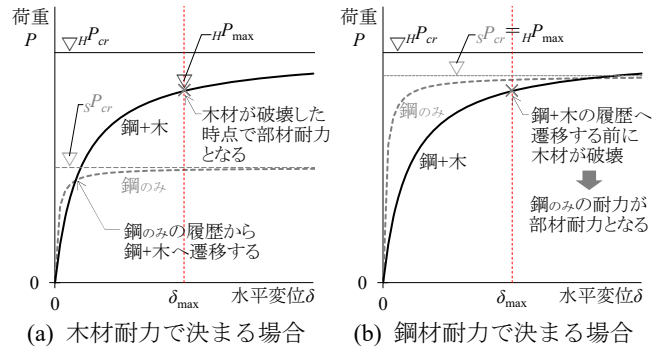 荷重
P
HPcr
HPmax
SPcr
鋼+木
木材が破壊した
時点で部材耐力
となる
鋼のみ
鋼のみの履歴から
鋼+木へ遷移する
0
0
δmax
水平変位δ
(a) 木材耐力で決まる場合
荷重
P
HPcr
SPcr=HPmax
鋼のみ
鋼+木
鋼+木の履歴へ
遷移する前に
木材が破壊
鋼のみの耐力が
部材耐力となる
0
0
δmax
水平変位δ
(b) 鋼材耐力で決まる場合